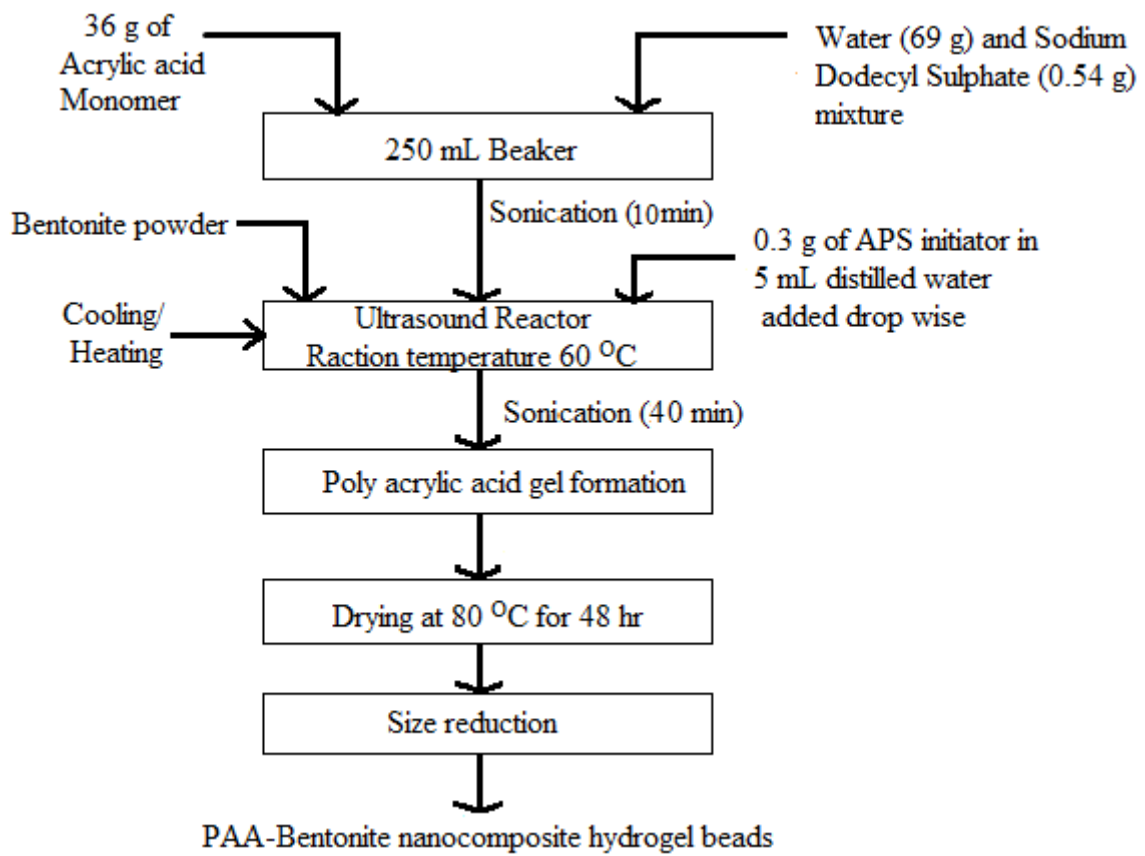 36 g of
Acrylic acid
Monomer
Water (69 g) and Sodium
Dodecyl Sulphate (0.54 g)
mixture
250 mL Beaker
Sonication (10min)
Bentonite powder
0.3 g of APS initiator in
5 mL distilled water
added drop wise
Cooling/
Heating
Ultrasound Reactor
Raction temperature 60 ᴼC
Sonication (40 min)
Poly acrylic acid gel formation
Drying at 80 ᴼC for 48 hr
Size reduction
PAA-Bentonite nanocomposite hydrogel beads